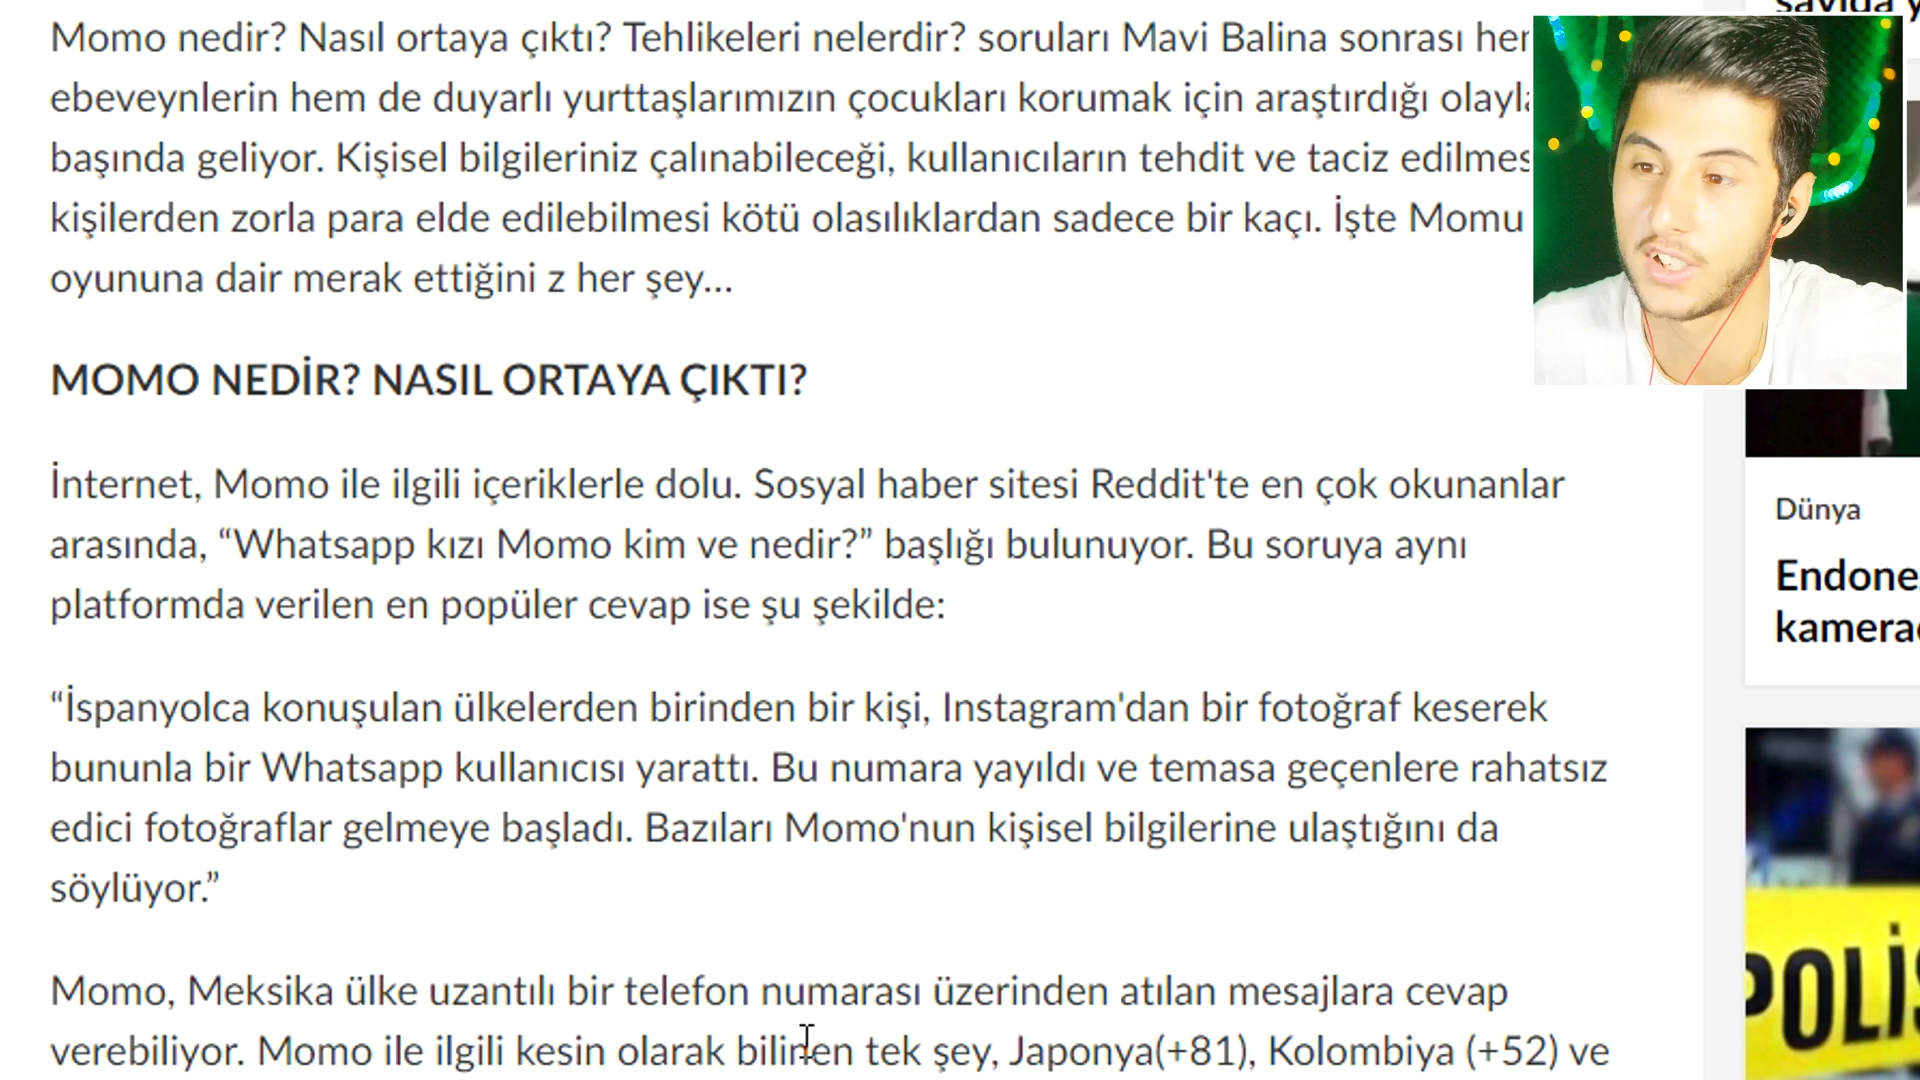 Momo nedir? Nasıl ortaya çıktı? Tehlikeleri nelerdir? soruları Mavi Balina sonrası
ebeveynlerin hem de duyarlı yurttaşlarımızın çocukları korumak için araştırdığı
başında geliyor. Kişisel bilgileriniz çalınabileceği, kullanıcıların tehdit ve taciz
kişilerden zorla para elde edilebilmesi kötü olasılıklardan sadece bir kaçı. İşte Momu
oyununa dair merak ettiğini z her şey...
MOMO NEDİR? NASIL ORTAYA ÇIKTI?
İnternet, Momo ile ilgili içeriklerle dolu. Sosyal haber sitesi Reddit'te en çok okunanlar
arasında, “Whatsapp kızı Momo kim ve nedir?” başlığı bulunuyor. Bu soruya aynı
platformda verilen en popüler cevap ise şu şekilde:
“İspanyolca konuşulan ülkelerden birinden bir kişi, Instagram'dan bir fotoğraf keserek
bununla bir Whatsapp kullanıcısı yarattı. Bu numara yayıldı ve temasa geçenlere rahatsız
edici fotoğraflar gelmeye başladı. Bazıları Momo'nun kişisel bilgilerine ulaştığını da
söylüyor.”
Momo, Meksika ülke uzantılı bir telefon numarası üzerinden atılan mesajlara cevap
verebiliyor. Momo ile ilgili kesin olarak bilinen tek şey, Japonya(+81), Kolombiya (+52) ve
Dünya